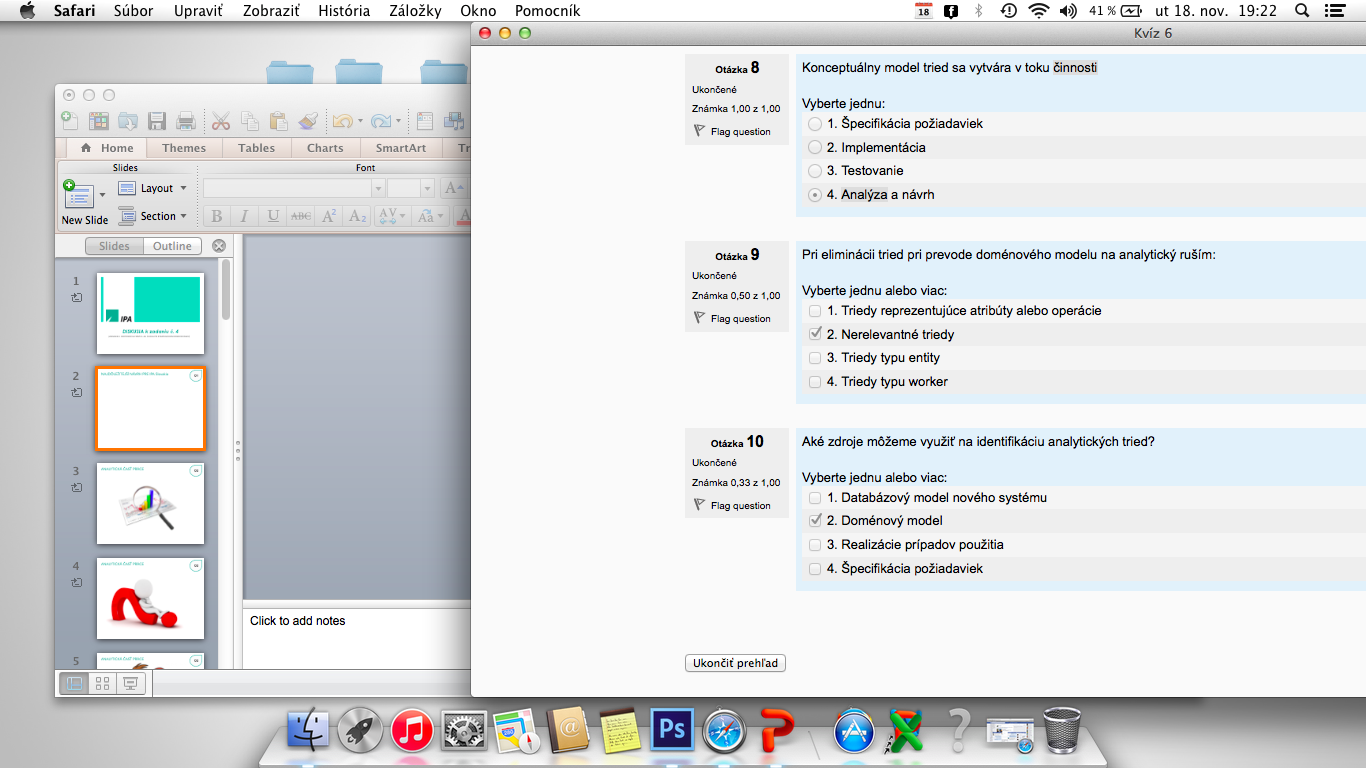 Safari Súbor Upraviť Zobraziť História Záložky Okno Pomocník
18 41 % ut 18. nov. 19:22
Kvíz 6
Home Themes Tables Charts SmartArt Tr
Slides Font
New Slide
Layout
Section
B I U ABC A² A₂ AV Aa A
Slides Outline
1
IPA
2
3
4
5
Click to add notes
Otázka 8
Ukončené
Známka 1,00 z 1,00
Flag question
Konceptuálny model tried sa vytvára v toku činnosti
Vyberte jednu:
1. Špecifikácia požiadaviek
2. Implementácia
3. Testovanie
4. Analýza a návrh
Otázka 9
Ukončené
Známka 0,50 z 1,00
Flag question
Pri eliminácii tried pri prevode doménového modelu na analytický ruším:
Vyberte jednu alebo viac:
1. Triedy reprezentujúce atribúty alebo operácie
2. Nerelevantné triedy
3. Triedy typu entity
4. Triedy typu worker
Otázka 10
Ukončené
Známka 0,33 z 1,00
Flag question
Aké zdroje môžeme využiť na identifikáciu analytických tried?
Vyberte jednu alebo viac:
1. Databázový model nového systému
2. Doménový model
3. Realizácie prípadov použitia
4. Špecifikácia požiadaviek
Ukončiť prehľad
Ps